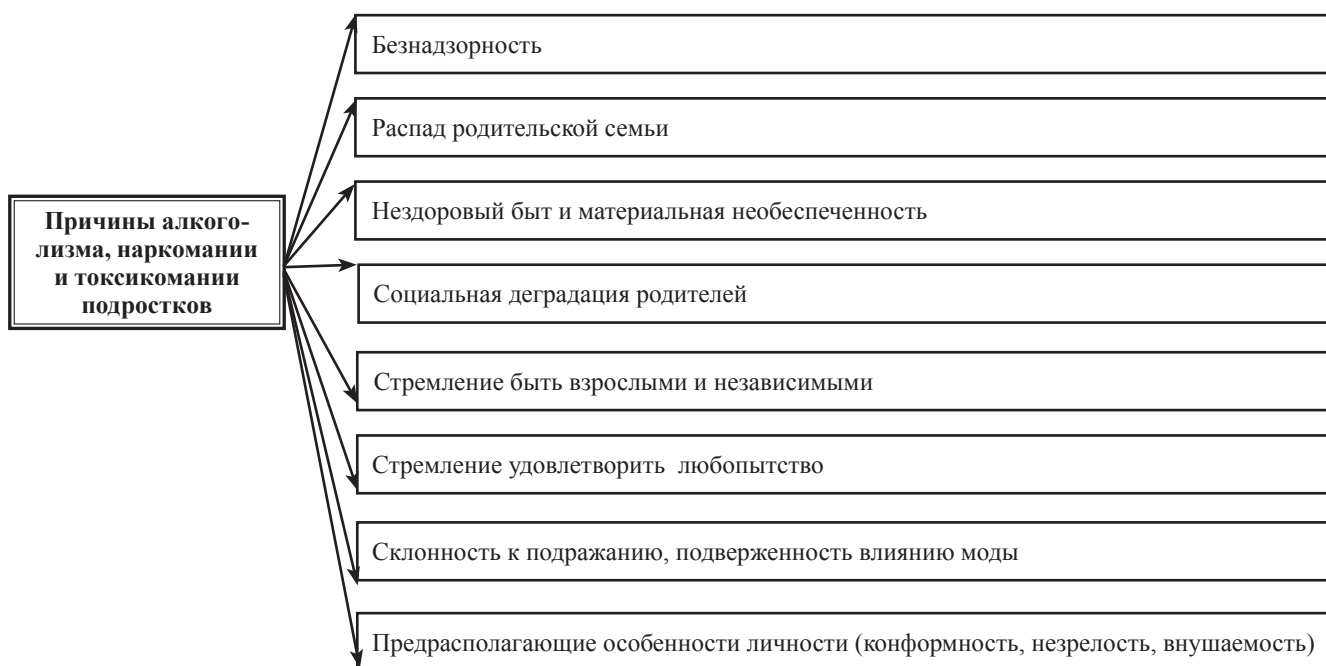 Безнадзорность
Распад родительской семьи
Причины алкого-
лизма, наркомании
и токсикомании
подростков
Нездоровый быт и материальная необеспеченность
Социальная деградация родителей
Стремление быть взрослыми и независимыми
Стремление удовлетворить любопытство
Склонность к подражанию, подверженность влиянию моды
Предрасполагающие особенности личности (конформность, незрелость, внушаемость)